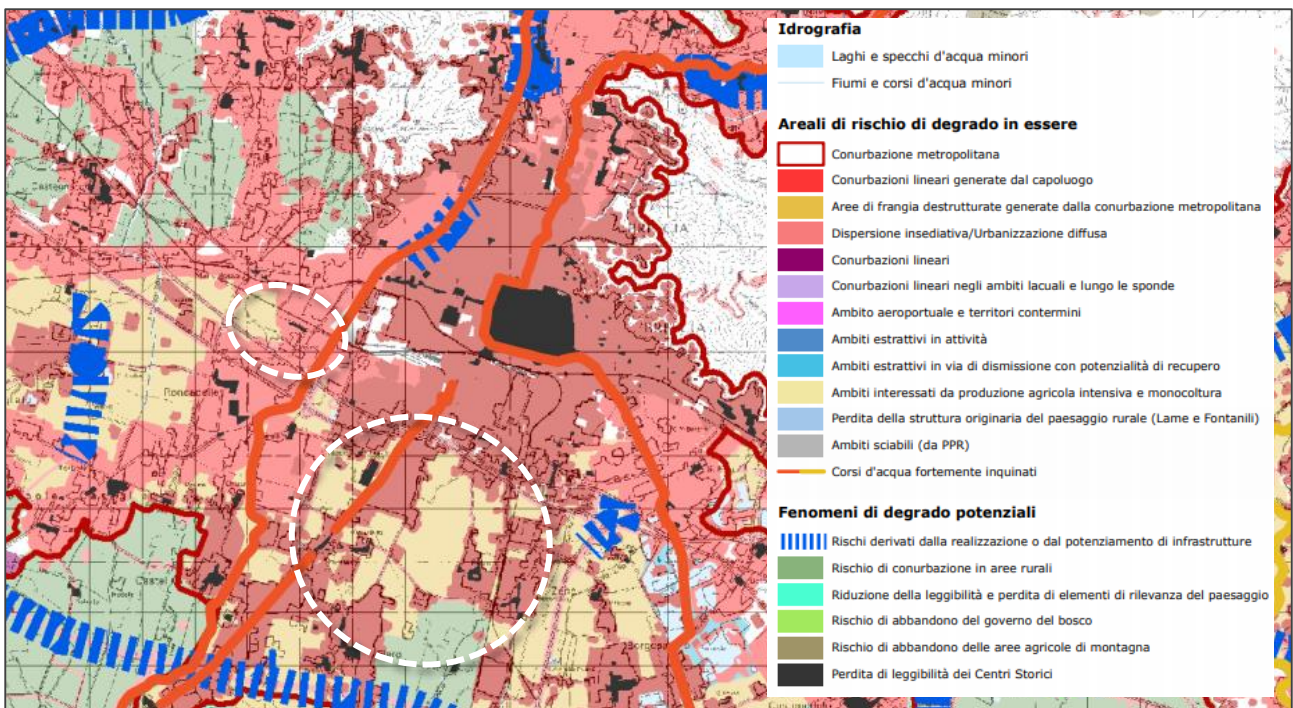 Idrografia
Laghi e specchi d'acqua minori
Fiumi e corsi d'acqua minori
Areali di rischio di degrado in essere
Conurbazione metropolitana
Conurbazioni lineari generate dal capoluogo
Aree di frangia destrutturate generate dalla conurbazione metropolitana
Dispersione insediativa/Urbanizzazione diffusa
Conurbazioni lineari
Conurbazioni lineari negli ambiti lacuali e lungo le sponde
Ambito aeroportuale e territori contermini
Ambiti estrattivi in attività
Ambiti estrattivi in via di dismissione con potenzialità di recupero
Ambiti interessati da produzione agricola intensiva e monocoltura
Perdita della struttura originaria del paesaggio rurale (Lame e Fontanili)
Ambiti sciabili (da PPR)
Corsi d'acqua fortemente inquinati
Fenomeni di degrado potenziali
Rischi derivati dalla realizzazione o dal potenziamento di infrastrutture
Rischio di conurbazione in aree rurali
Riduzione della leggibilità e perdita di elementi di rilevanza del paesaggio
Rischio di abbandono del governo del bosco
Rischio di abbandono delle aree agricole di montagna
Perdita di leggibilità dei Centri Storici